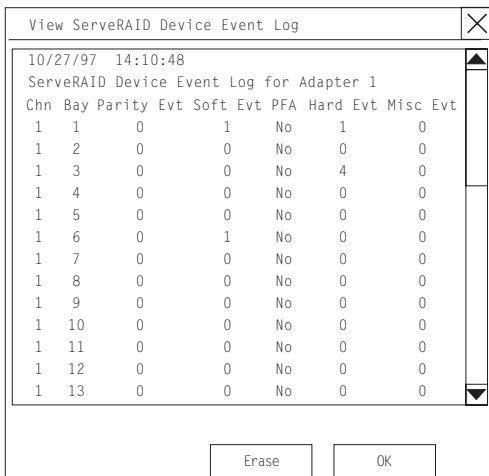 View ServeRAID Device Event Log
10/27/97 14:10:48
ServeRAID Device Event Log for Adapter 1
Chn Bay Parity Evt Soft Evt PFA Hard Evt Misc Evt
1 1 0 1 No 1 0
1 2 0 0 No 0 0
1 3 0 0 No 4 0
1 4 0 0 No 0 0
1 5 0 0 No 0 0
1 6 0 1 No 0 0
1 7 0 0 No 0 0
1 8 0 0 No 0 0
1 9 0 0 No 0 0
1 10 0 0 No 0 0
1 11 0 0 No 0 0
1 12 0 0 No 0 0
1 13 0 0 No 0 0
Erase OK